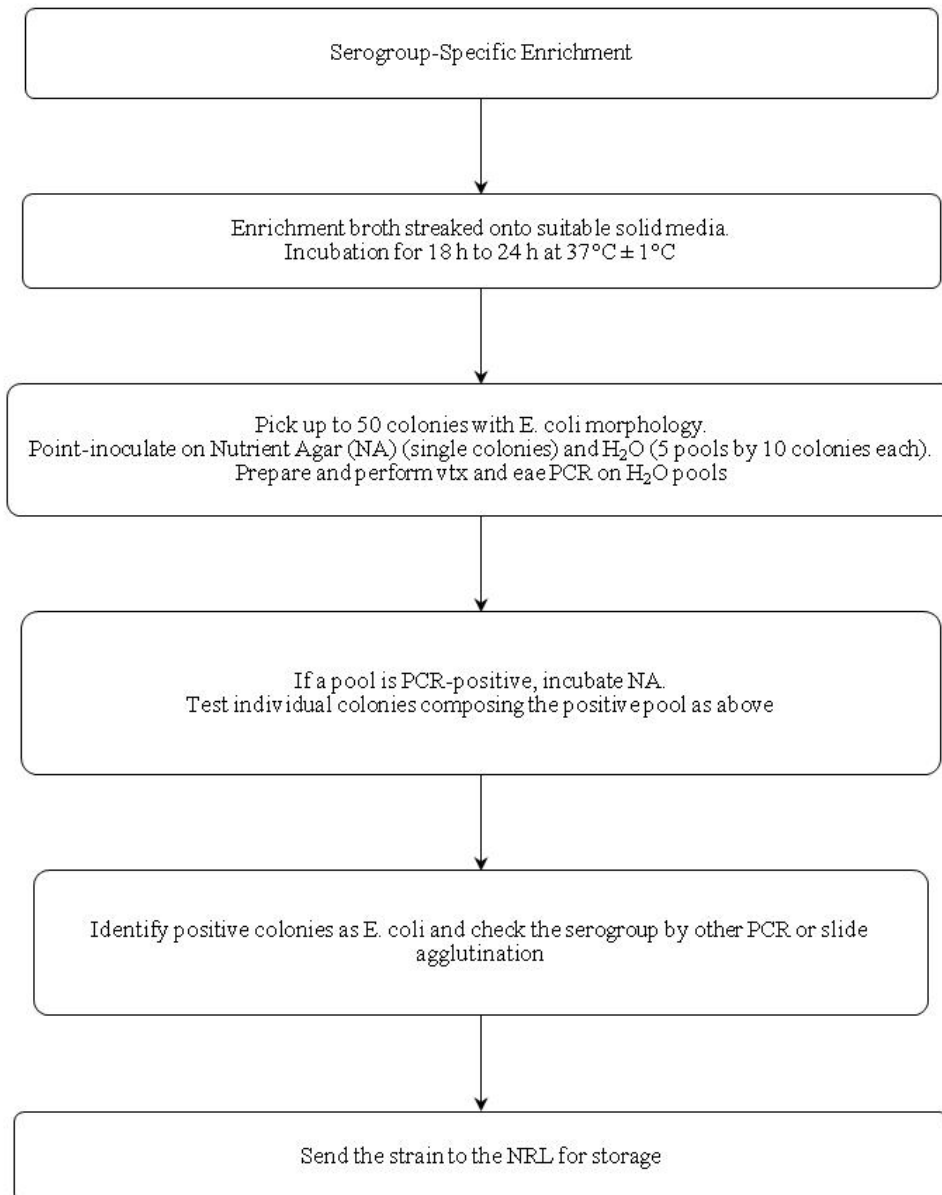 Serogroup-Specific Enrichment
Enrichment broth streaked onto suitable solid media.
Incubation for 18 h to 24 h at 37°C ± 1°C
Pick up to 50 colonies with E. coli morphology.
Point-inoculate on Nutrient Agar (NA) (single colonies) and H₂O (5 pools by 10 colonies each).
Prepare and perform vtx and eae PCR on H₂O pools
If a pool is PCR-positive, incubate NA.
Test individual colonies composing the positive pool as above
Identify positive colonies as E. coli and check the serogroup by other PCR or slide
agglutination
Send the strain to the NRL for storage